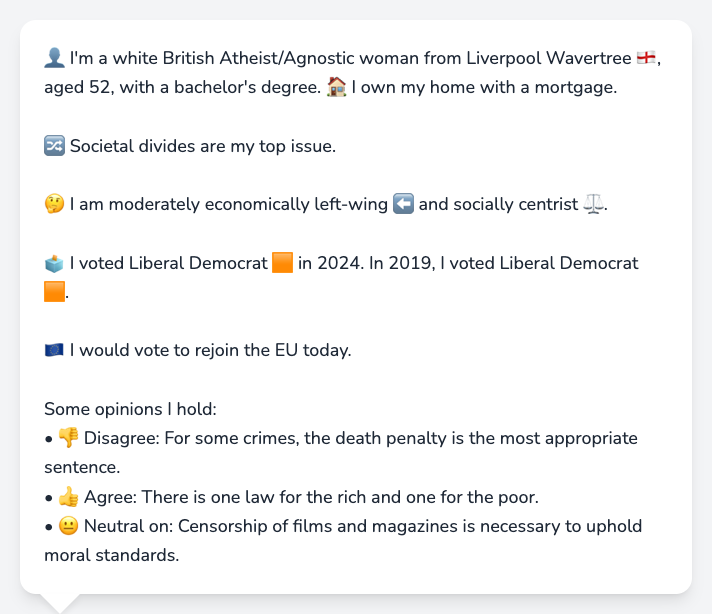 👤 I'm a white British Atheist/Agnostic woman from Liverpool Wavertree 🏴󠁧󠁢󠁥󠁮󠁧󠁿,
aged 52, with a bachelor's degree. 🏠 I own my home with a mortgage.
🔀 Societal divides are my top issue.
🤔 I am moderately economically left-wing ⬅️ and socially centrist ⚖️.
🗳️ I voted Liberal Democrat 🟧 in 2024. In 2019, I voted Liberal Democrat
🟧.
🇪🇺 I would vote to rejoin the EU today.
Some opinions I hold:
• 👎 Disagree: For some crimes, the death penalty is the most appropriate
sentence.
• 👍 Agree: There is one law for the rich and one for the poor.
• 😐 Neutral on: Censorship of films and magazines is necessary to uphold
moral standards.